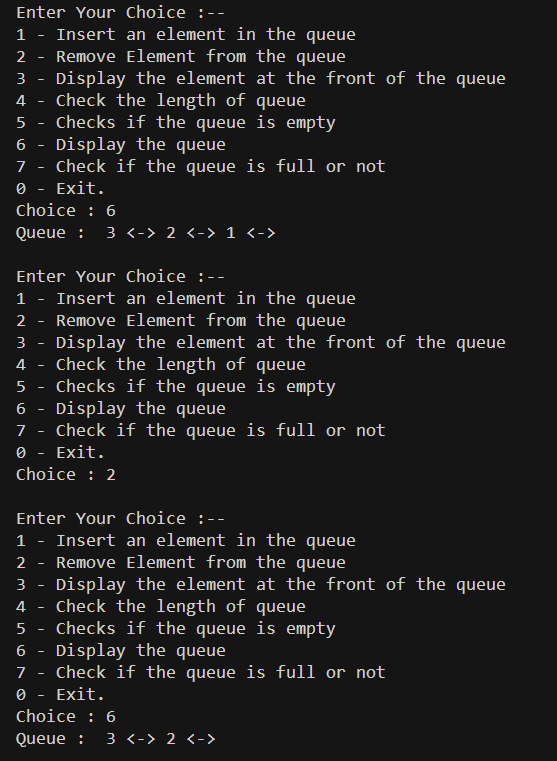 Enter Your Choice :--
1 - Insert an element in the queue
2 - Remove Element from the queue
3 - Display the element at the front of the queue
4 - Check the length of queue
5 - Checks if the queue is empty
6 - Display the queue
7 - Check if the queue is full or not
0 - Exit.
Choice : 6
Queue :  3 <-> 2 <-> 1 <->

Enter Your Choice :--
1 - Insert an element in the queue
2 - Remove Element from the queue
3 - Display the element at the front of the queue
4 - Check the length of queue
5 - Checks if the queue is empty
6 - Display the queue
7 - Check if the queue is full or not
0 - Exit.
Choice : 2

Enter Your Choice :--
1 - Insert an element in the queue
2 - Remove Element from the queue
3 - Display the element at the front of the queue
4 - Check the length of queue
5 - Checks if the queue is empty
6 - Display the queue
7 - Check if the queue is full or not
0 - Exit.
Choice : 6
Queue :  3 <-> 2 <->